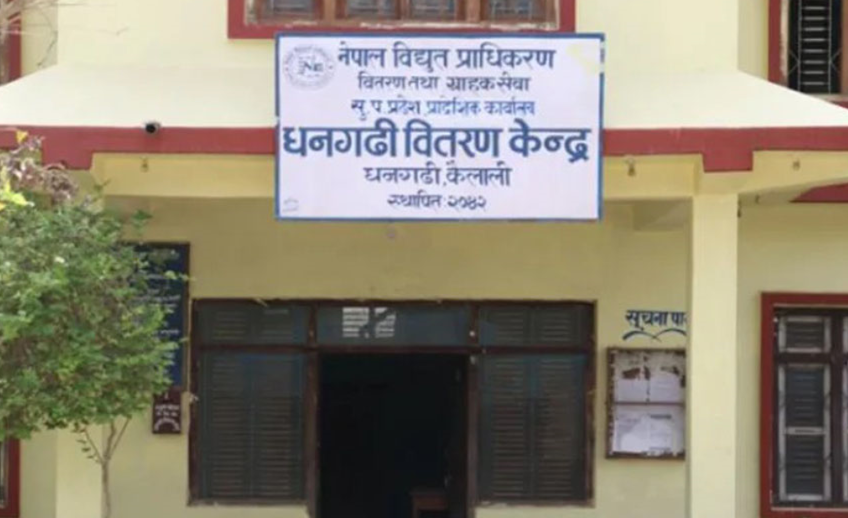 नेपाल विद्युत प्राधिकरण
वितरण तथा ग्राहक सेवा
सु. प. प्रदेश प्रादेशिक कार्यालय
धनगढी वितरण केन्द्र
धनगढी, कैलाली
स्थापितः २०४२
सूचना पा